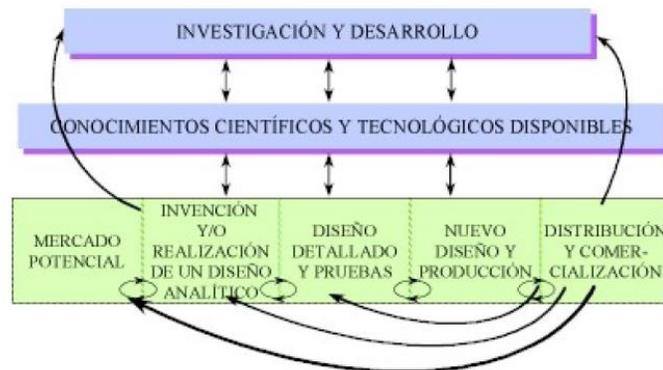 INVESTIGACIÓN Y DESARROLLO
CONOCIMIENTOS CIENTÍFICOS Y TECNOLÓGICOS DISPONIBLES
MERCADO
POTENCIAL
INVENCIÓN
Y/O
REALIZACIÓN
DE UN DISEÑO
ANALÍTICO
DISEÑO
DETALLADO
Y PRUEBAS
NUEVO
DISEÑO Y
PRODUCCIÓN
DISTRIBUCIÓN
Y COMER-
CIALIZACIÓN